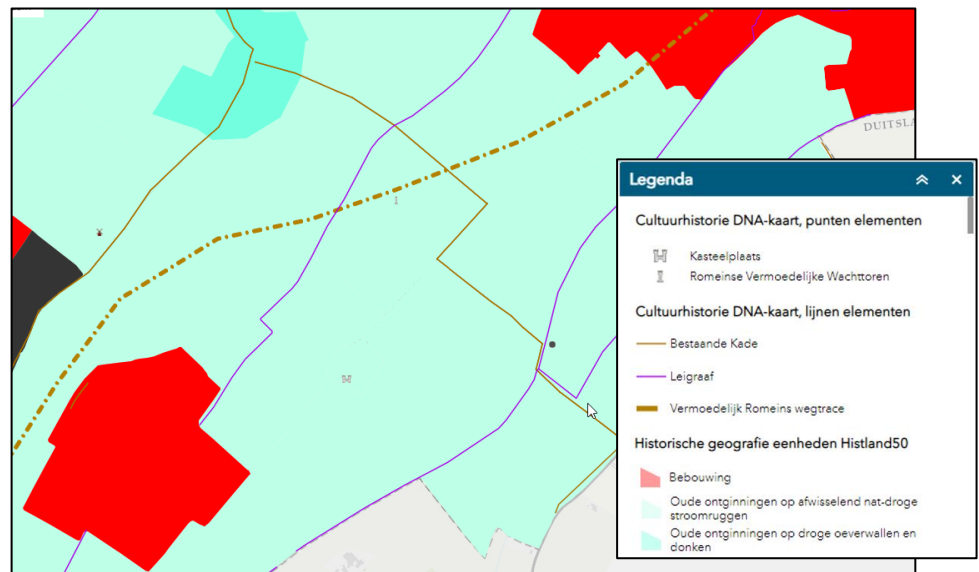 DUITSLA
Legenda
Cultuurhistorie DNA-kaart, punten elementen
Kasteelplaats
Romeinse Vermoedelijke Wachttoren
Cultuurhistorie DNA-kaart, lijnen elementen
Bestaande Kade
Leigraaf
Vermoedelijk Romeins wegtrace
Historische geografie eenheden Histland50
Bebouwing
Oude ontginningen op afwisselend nat-droge
stroomruggen
Oude ontginningen op droge oeverwallen en
donken